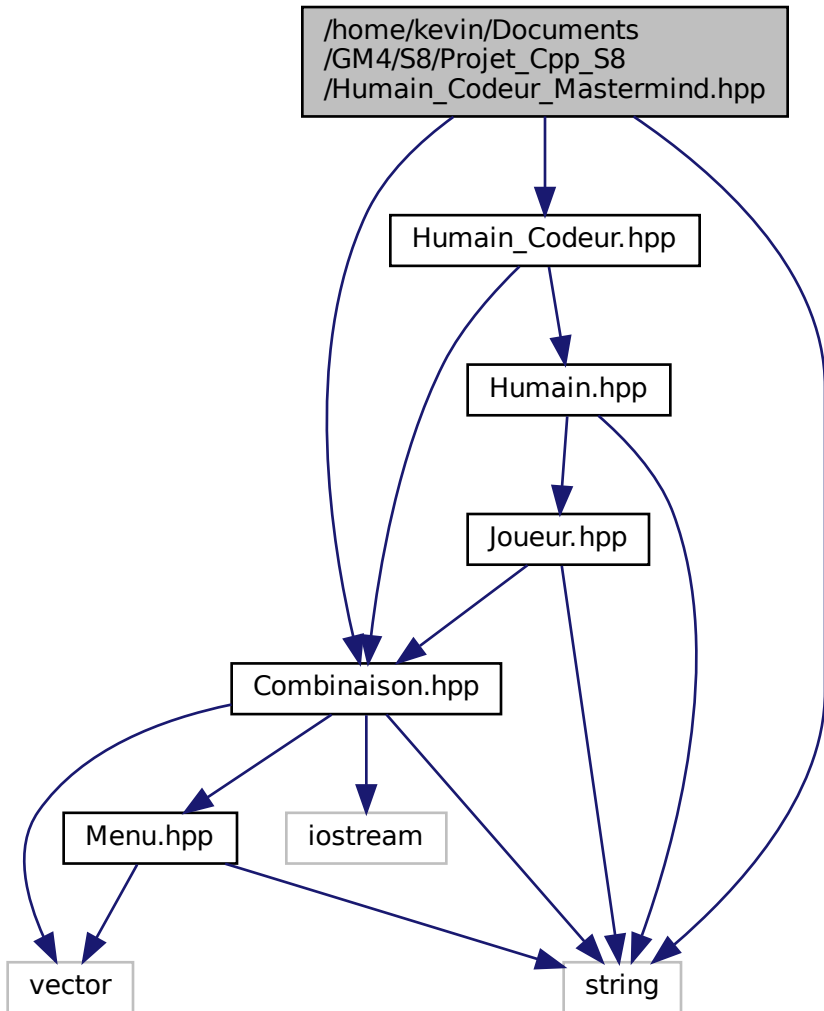 /home/kevin/Documents
/GM4/S8/Projet_Cpp_S8
/Humain_Codeur_Mastermind.hpp
Humain_Codeur.hpp
Humain.hpp
Joueur.hpp
Combinaison.hpp
Menu.hpp
iostream
vector
string